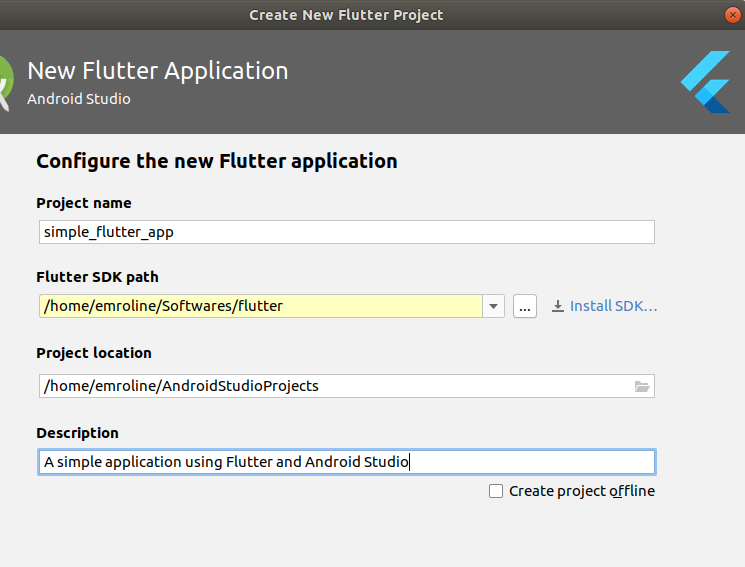 Create New Flutter Project
New Flutter Application
Android Studio
Configure the new Flutter application
Project name
simple_flutter_app
Flutter SDK path
/home/emroline/Softwares/flutter
... Install SDK...
Project location
/home/emroline/AndroidStudioProjects
Description
A simple application using Flutter and Android Studio
Create project offline